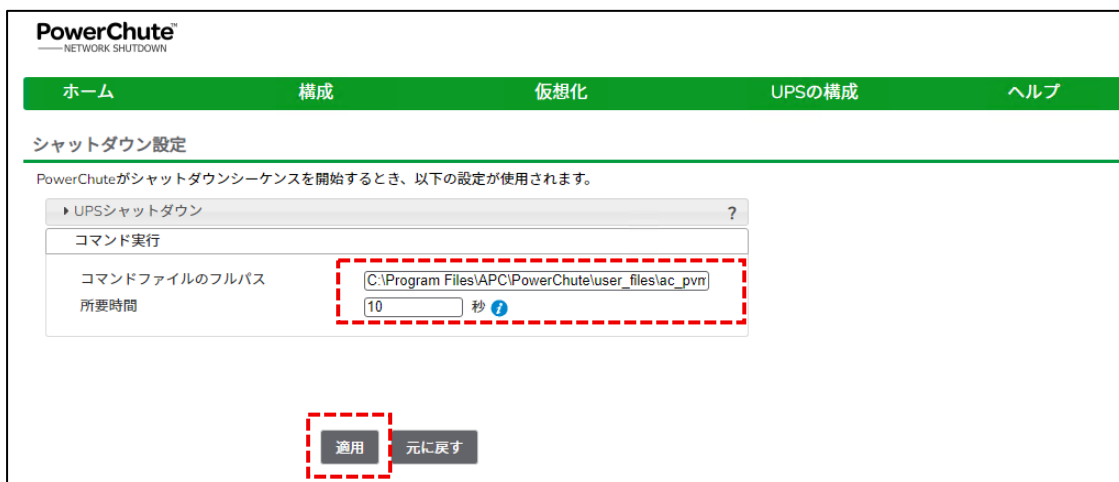 PowerChute™
NETWORK SHUTDOWN
ホーム 構成 仮想化 UPSの構成 ヘルプ
シャットダウン設定
PowerChuteがシャットダウンシーケンスを開始するとき、以下の設定が使用されます。
UPSシャットダウン ?
コマンド実行
コマンドファイルのフルパス C:\Program Files\APC\PowerChute\user_files\ac_pvm
所要時間 10 秒 i
適用 元に戻す